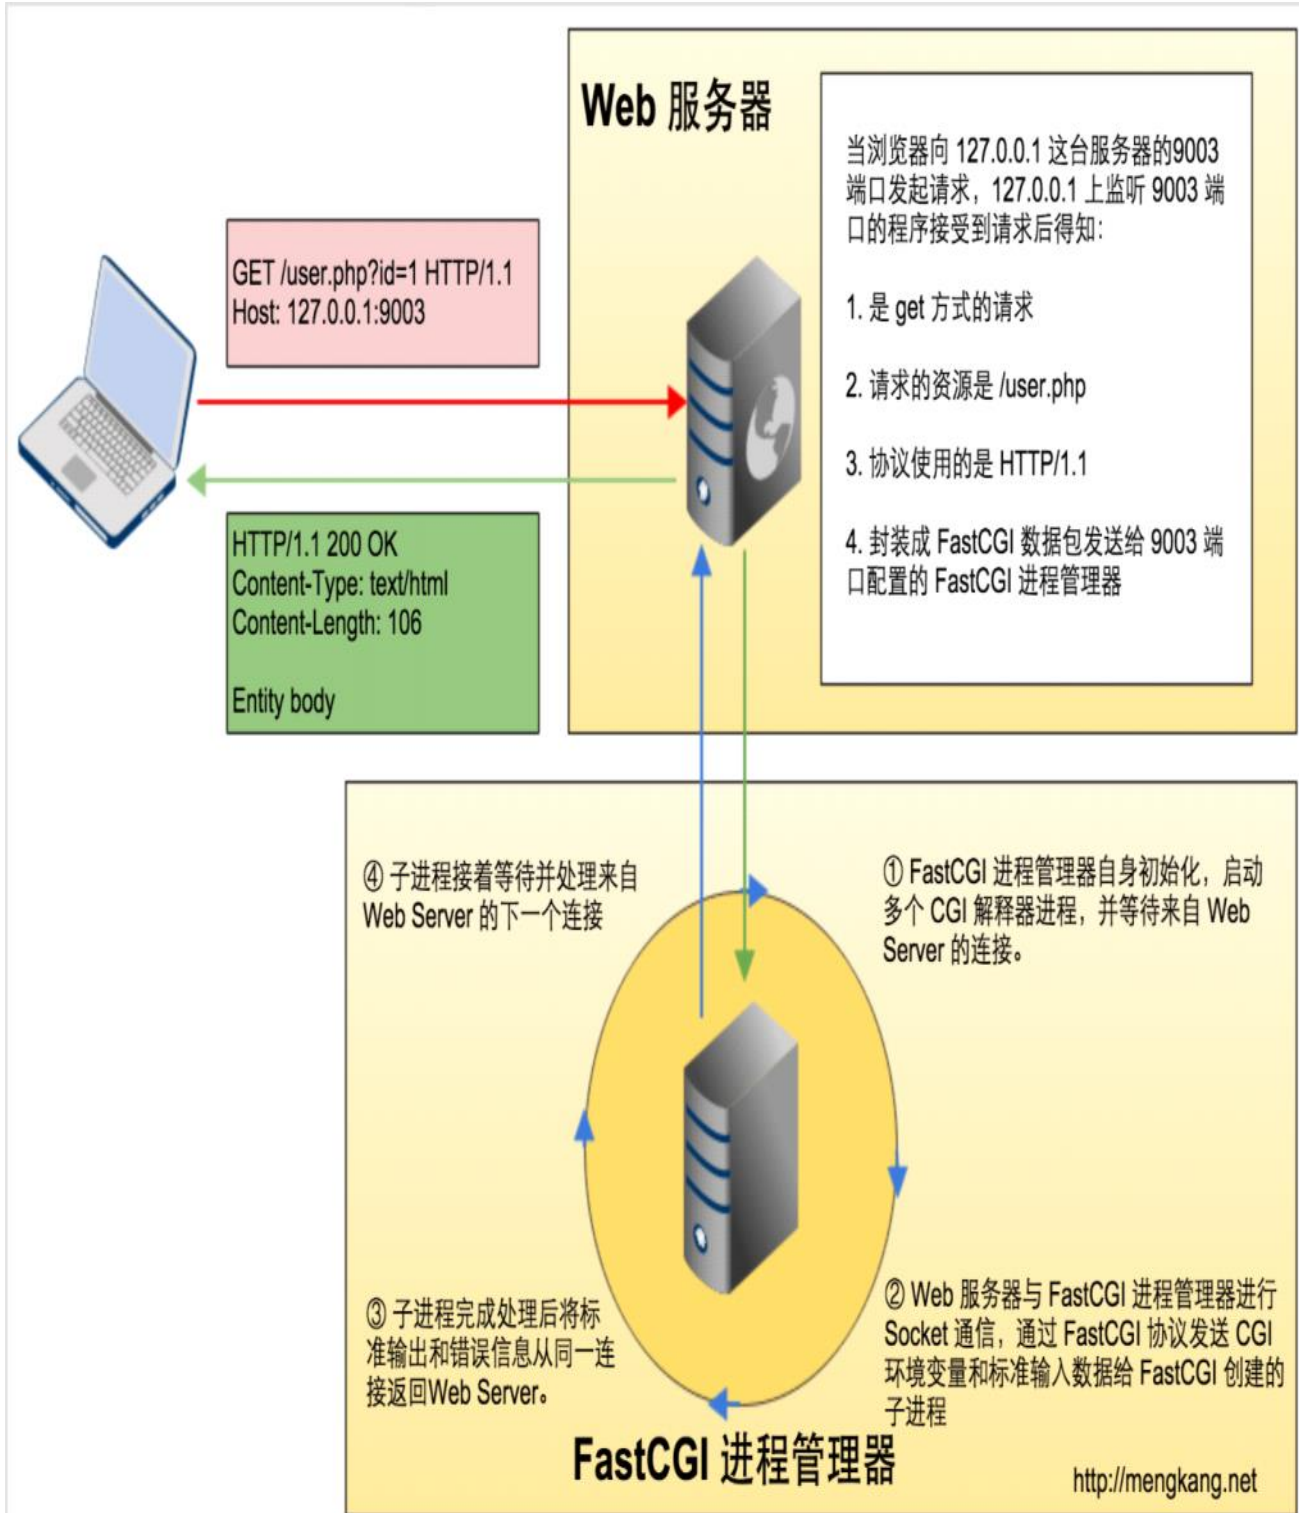 Web 服务器
当浏览器向 127.0.0.1 这台服务器的9003
端口发起请求，127.0.0.1 上监听 9003 端
口的程序接受到请求后得知：
1. 是 get 方式的请求
2. 请求的资源是 /user.php
3. 协议使用的是 HTTP/1.1
4. 封装成 FastCGI 数据包发送给 9003 端
口配置的 FastCGI 进程管理器
GET /user.php?id=1 HTTP/1.1
Host: 127.0.0.1:9003
HTTP/1.1 200 OK
Content-Type: text/html
Content-Length: 106
Entity body
④ 子进程接着等待并处理来自
Web Server 的下一个连接
① FastCGI 进程管理器自身初始化，启动
多个 CGI 解释器进程，并等待来自 Web
Server 的连接。
② Web 服务器与 FastCGI 进程管理器进行
Socket 通信，通过 FastCGI 协议发送 CGI
环境变量和标准输入数据给 FastCGI 创建的
子进程
③ 子进程完成处理后将标
准输出和错误信息从同一连
接返回Web Server。
FastCGI 进程管理器
http://mengkang.net